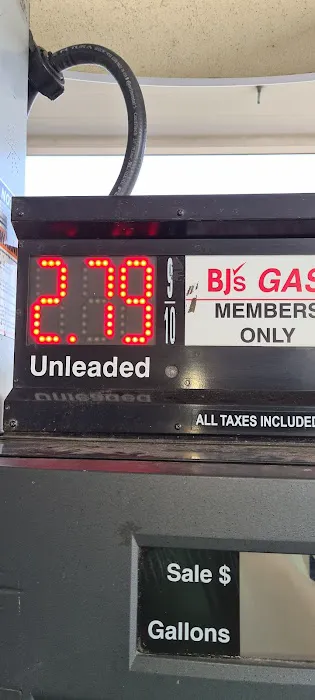 2.79 9/10
BJ's GAS
MEMBERS
ONLY
Unleaded
ALL TAXES INCLUDED
Sale $
Gallons